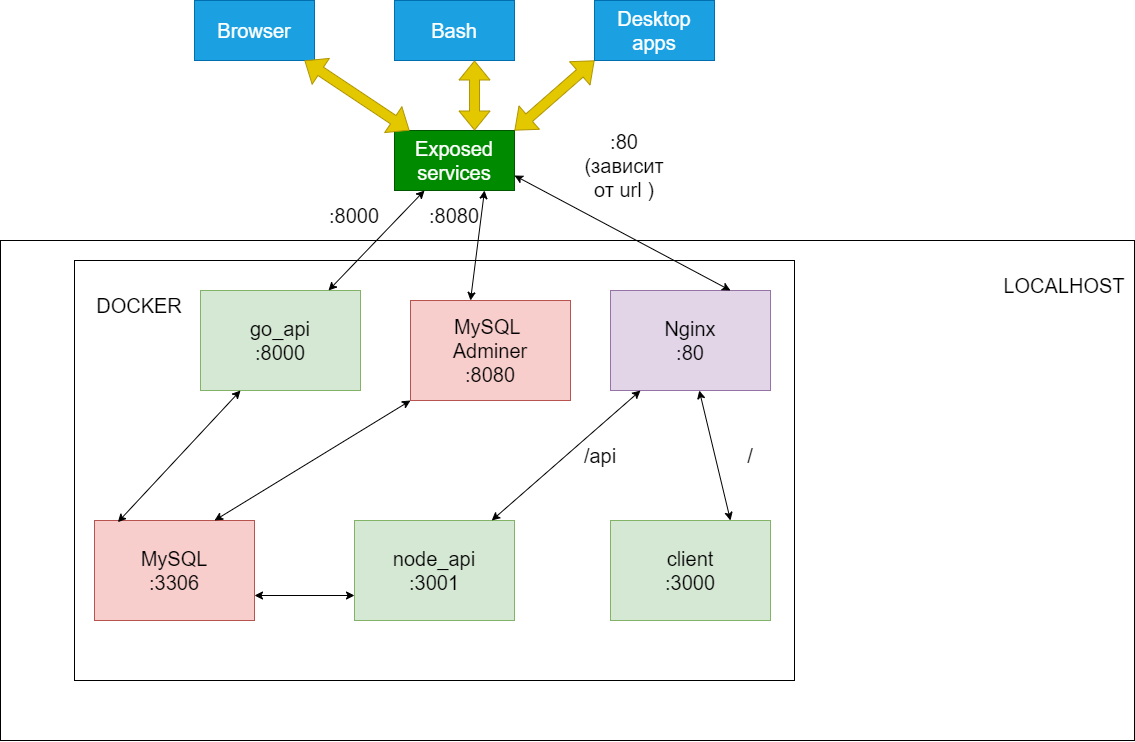 Browser
Bash
Desktop
apps
Exposed
services
:80
(зависит
от url )
:8000
:8080
LOCALHOST
DOCKER
go_api
:8000
MySQL
Adminer
:8080
Nginx
:80
/api
/
MySQL
:3306
node_api
:3001
client
:3000